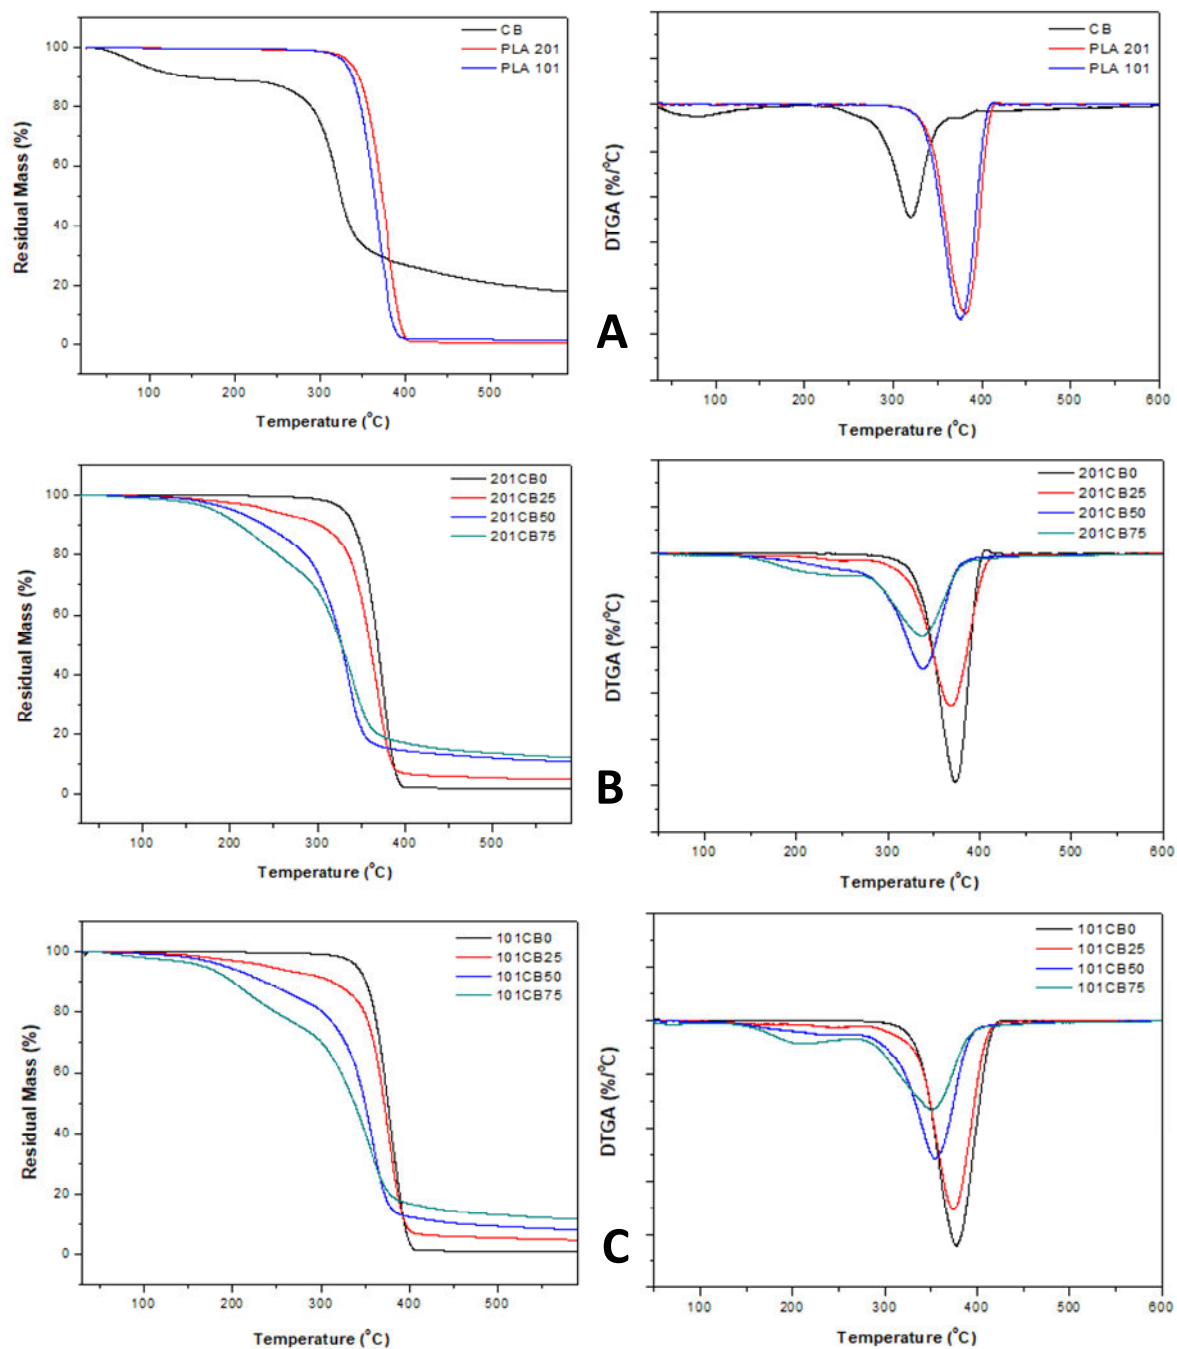 CB
PLA 201
PLA 101
100
80
60
40
20
0
Residual Mass (%)
100 200 300 400 500
Temperature (°C)
A
CB
PLA 201
PLA 101
DTGA (%/°C)
100 200 300 400 500 600
Temperature (°C)
201CB0
201CB25
201CB50
201CB75
100
80
60
40
20
0
Residual Mass (%)
100 200 300 400 500
Temperature (°C)
B
201CB0
201CB25
201CB50
201CB75
DTGA (%/°C)
100 200 300 400 500 600
Temperature (°C)
101CB0
101CB25
101CB50
101CB75
100
80
60
40
20
0
Residual Mass (%)
100 200 300 400 500
Temperature (°C)
C
101CB0
101CB25
101CB50
101CB75
DTGA (%/°C)
100 200 300 400 500 600
Temperature (°C)